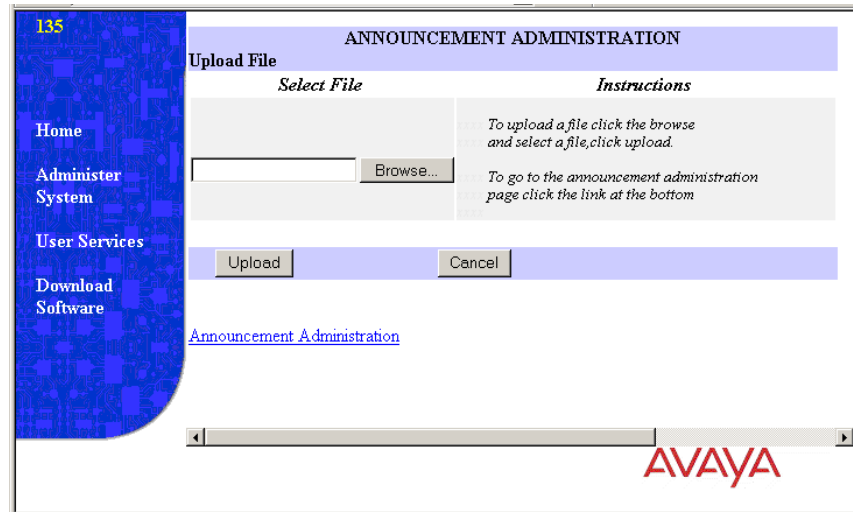 135
Home
Administer
System
User Services
Download
Software
ANNOUNCEMENT ADMINISTRATION
Upload File
Select File
Instructions
Browse...
To upload a file click the browse
and select a file,click upload.
To go to the announcement administration
page click the link at the bottom
Upload
Cancel
Announcement Administration
AVAYA